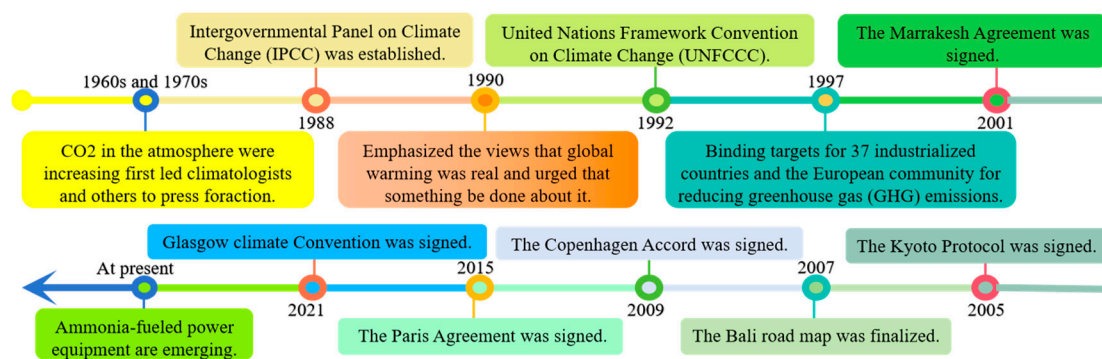 Intergovernmental Panel on Climate
Change (IPCC) was established.
United Nations Framework Convention
on Climate Change (UNFCCC).
The Marrakesh Agreement was
signed.
1960s and 1970s
1988
1990
1992
1997
2001
CO2 in the atmosphere were
increasing first led climatologists
and others to press foraction.
Emphasized the views that global
warming was real and urged that
something be done about it.
Binding targets for 37 industrialized
countries and the European community for
reducing greenhouse gas (GHG) emissions.
Glasgow climate Convention was signed.
The Copenhagen Accord was signed.
The Kyoto Protocol was signed.
At present
2021
2015
2009
2007
2005
Ammonia-fueled power
equipment are emerging.
The Paris Agreement was signed.
The Bali road map was finalized.